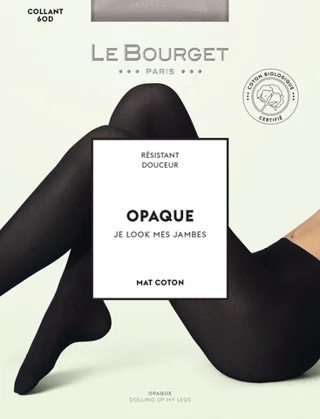 COLLANT
60D
LE BOURGET
PARIS
COTON BIOLOGIQUE
CERTIFIÉ
RÉSISTANT
DOUCEUR
OPAQUE
JE LOOK MES JAMBES
MAT COTON
OPAQUE
DOLLING UP MY LEGS